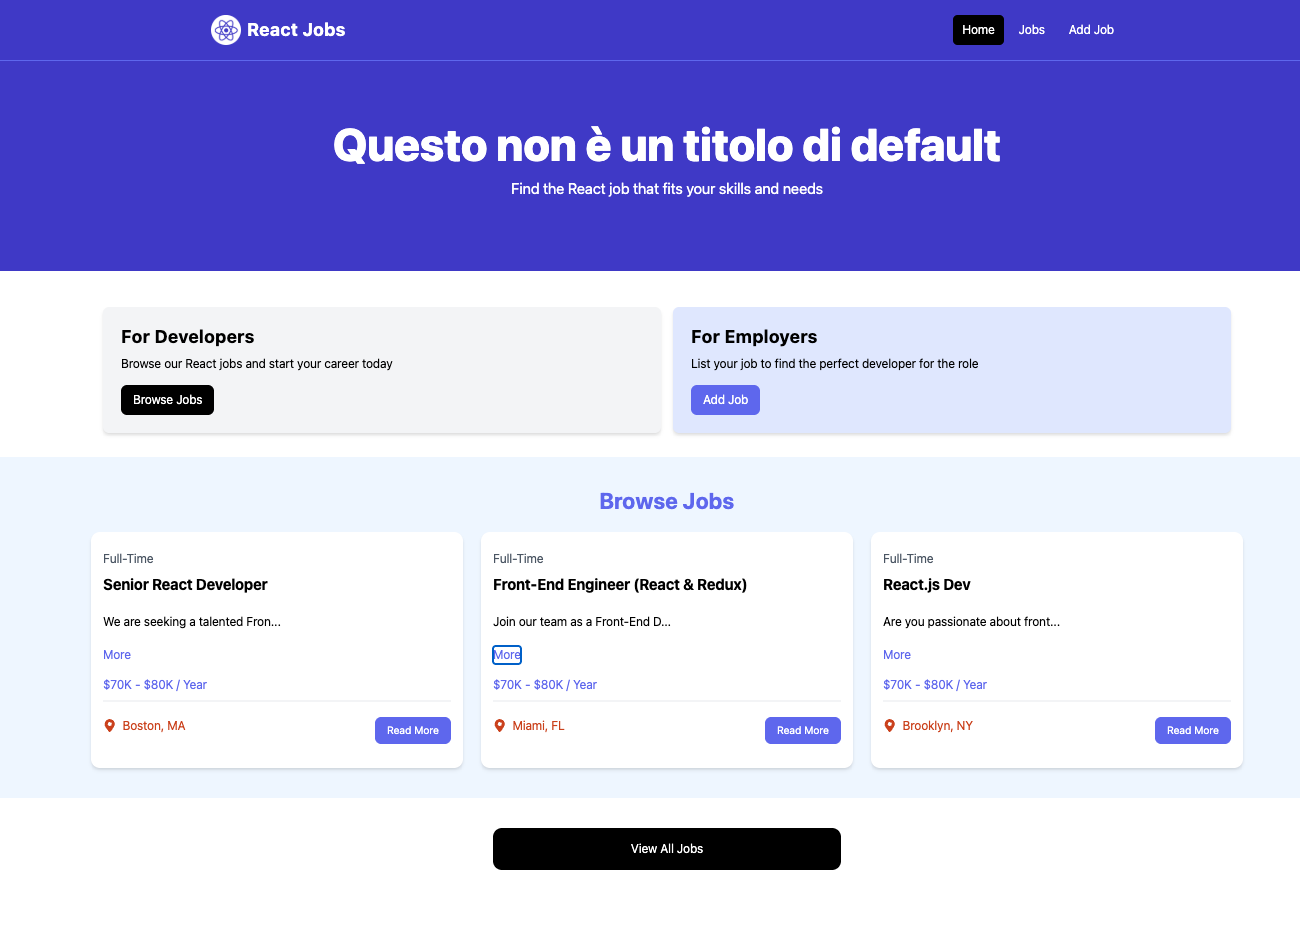 React Jobs
Home Jobs Add Job
Questo non è un titolo di default
Find the React job that fits your skills and needs
For Developers
Browse our React jobs and start your career today
Browse Jobs
For Employers
List your job to find the perfect developer for the role
Add Job
Browse Jobs
Full-Time
Senior React Developer
We are seeking a talented Fron...
More
$70K - $80K / Year
Boston, MA
Read More
Full-Time
Front-End Engineer (React & Redux)
Join our team as a Front-End D...
More
$70K - $80K / Year
Miami, FL
Read More
Full-Time
React.js Dev
Are you passionate about front...
More
$70K - $80K / Year
Brooklyn, NY
Read More
View All Jobs